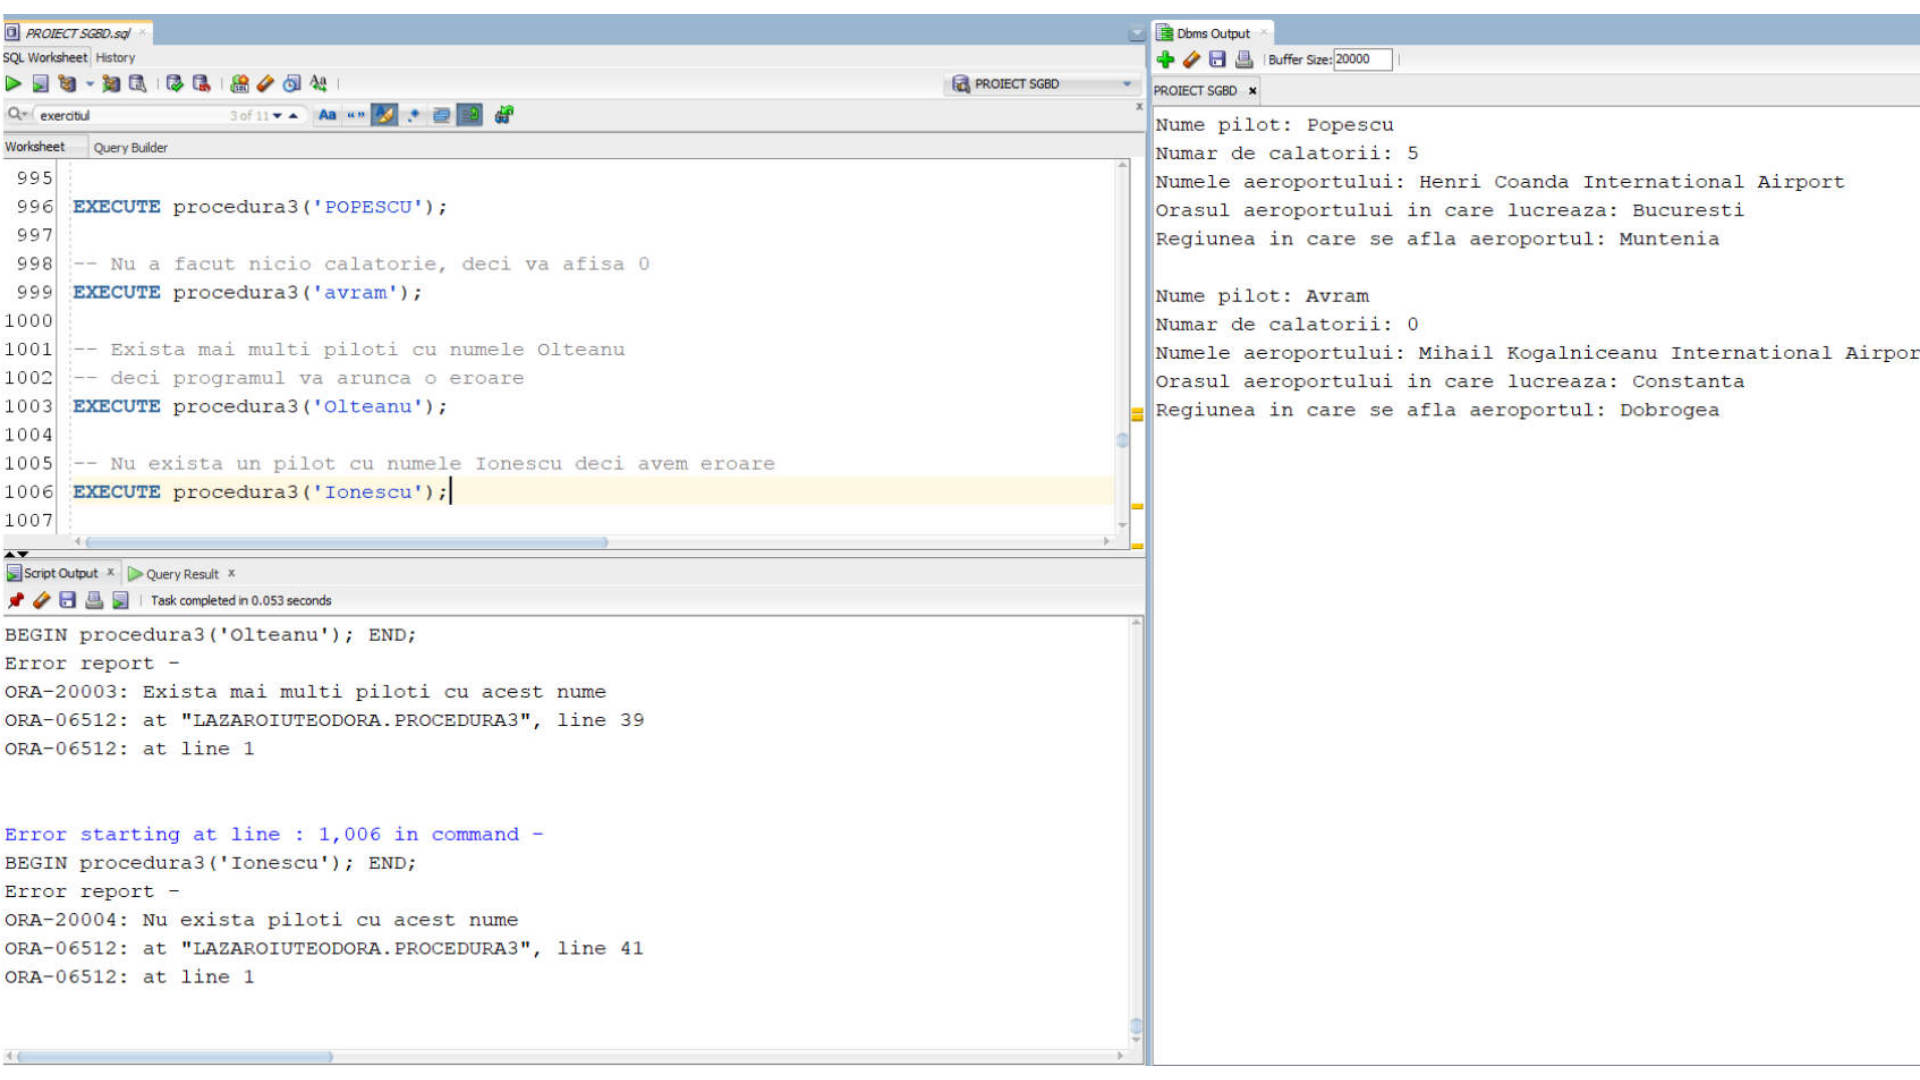 PROIECT SGBD.sql
SQL Worksheet History
PROIECT SGBD
exercitiul 3 of 11 Aa “”
Worksheet Query Builder
995
996 EXECUTE procedura3('POPESCU');
997
998 -- Nu a facut nicio calatorie, deci va afisa 0
999 EXECUTE procedura3('avram');
1000
1001 -- Exista mai multi piloti cu numele Olteanu
1002 -- deci programul va arunca o eroare
1003 EXECUTE procedura3('Olteanu');
1004
1005 -- Nu exista un pilot cu numele Ionescu deci avem eroare
1006 EXECUTE procedura3('Ionescu');
1007
Script Output x Query Result x
Task completed in 0.053 seconds
BEGIN procedura3('Olteanu'); END;
Error report -
ORA-20003: Exista mai multi piloti cu acest nume
ORA-06512: at "LAZAROIUTEODORA.PROCEDURA3", line 39
ORA-06512: at line 1
Error starting at line : 1,006 in command -
BEGIN procedura3('Ionescu'); END;
Error report -
ORA-20004: Nu exista piloti cu acest nume
ORA-06512: at "LAZAROIUTEODORA.PROCEDURA3", line 41
ORA-06512: at line 1
Dbms Output
Buffer Size: 20000
PROIECT SGBD x
Nume pilot: Popescu
Numar de calatorii: 5
Numele aeroportului: Henri Coanda International Airport
Orasul aeroportului in care lucreaza: Bucuresti
Regiunea in care se afla aeroportul: Muntenia
Nume pilot: Avram
Numar de calatorii: 0
Numele aeroportului: Mihail Kogalniceanu International Airpor
Orasul aeroportului in care lucreaza: Constanta
Regiunea in care se afla aeroportul: Dobrogea